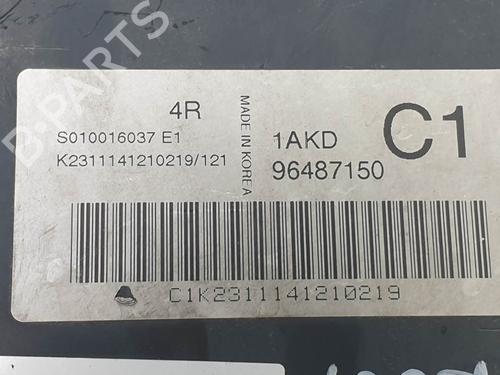 4R
S010016037 E1
K2311141210219/121
MADE IN KOREA
1AKD
96487150
C1
C1K2311141210219
B-PARTS